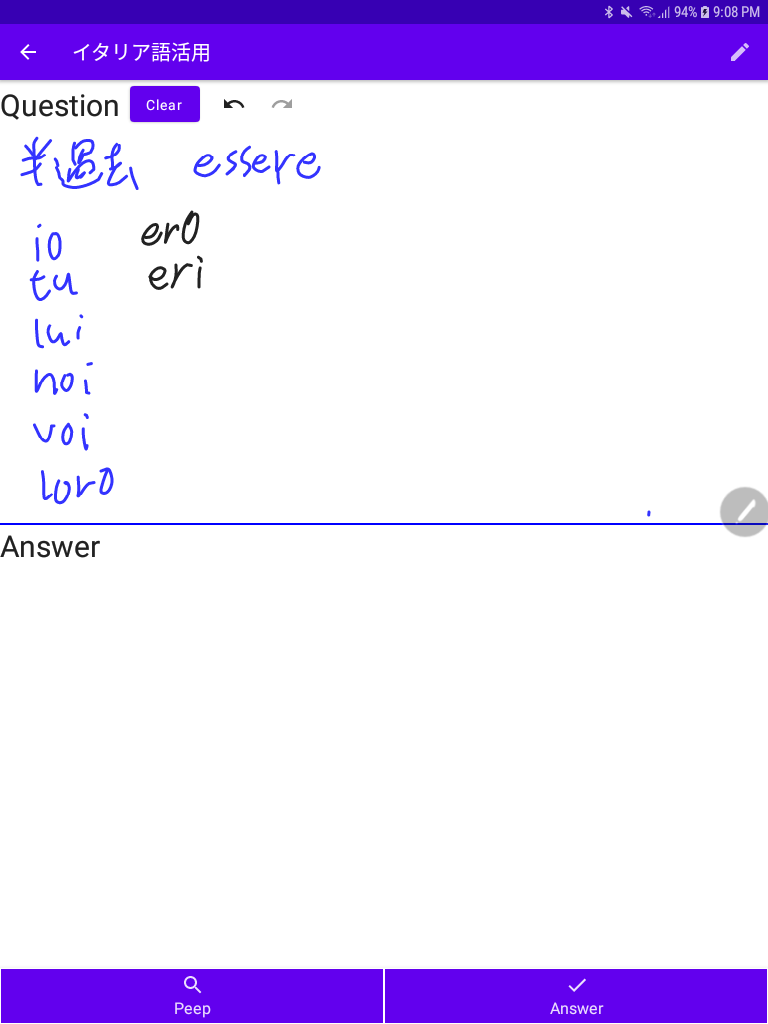 94% 9:08 PM
イタリア語活用
Question Clear
半過去 essere
io ero
tu eri
lui
noi
voi
loro
Answer
Peep Answer